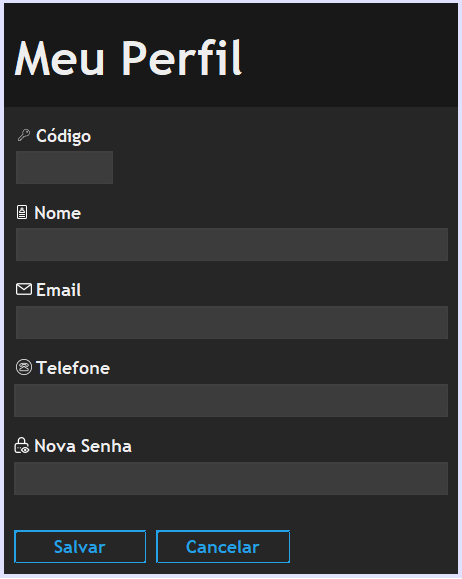 Meu Perfil
Código
Nome
Email
Telefone
Nova Senha
Salvar Cancelar